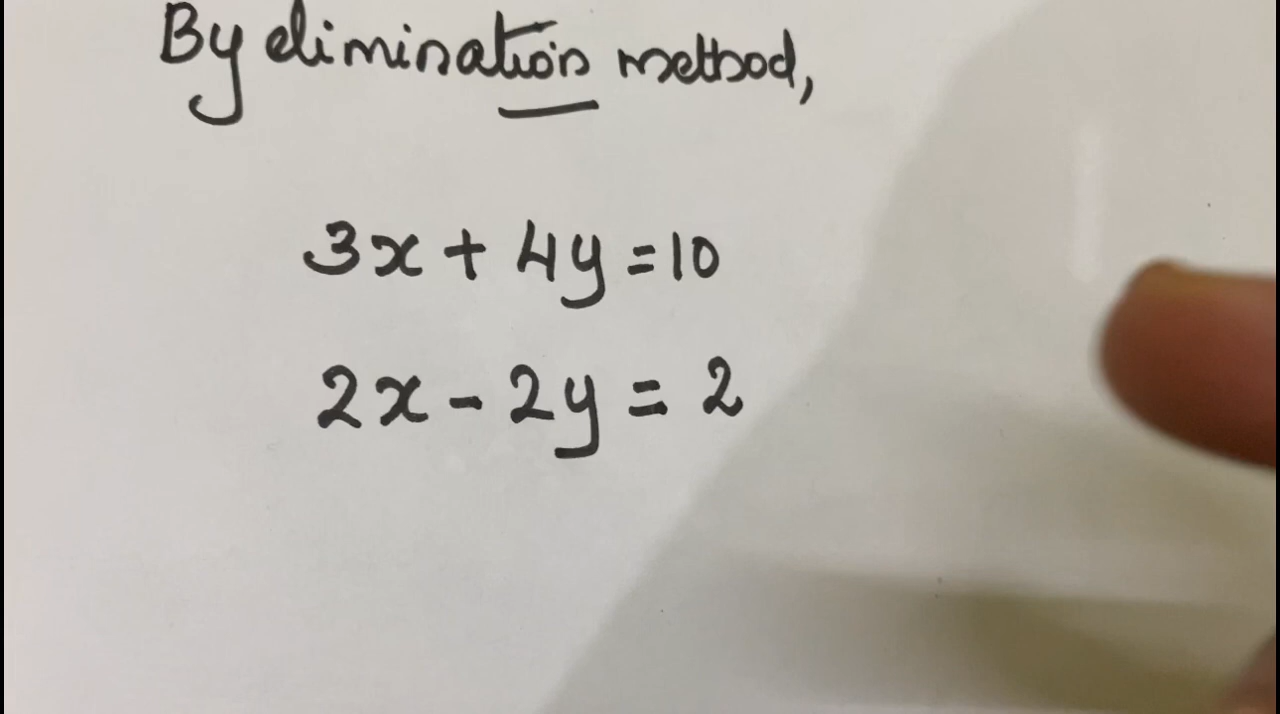 By elimination method,
3x + 4y = 10
2x - 2y = 2